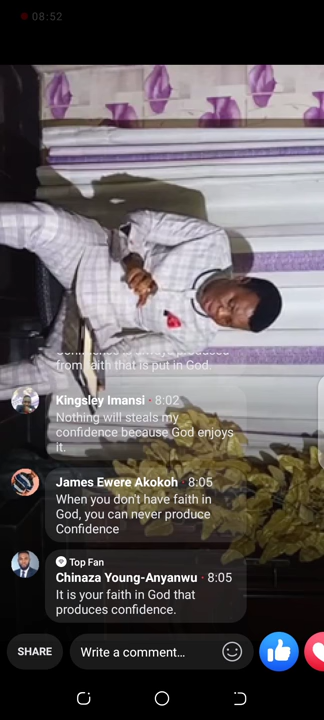 08:52
from faith that is put in God.
Kingsley Imansi · 8:02
Nothing will steals my
confidence because God enjoys
it.
James Ewere Akokoh · 8:05
When you don't have faith in
God, you can never produce
Confidence
Top Fan
Chinaza Young-Anyanwu · 8:05
It is your faith in God that
produces confidence.
SHARE
Write a comment...